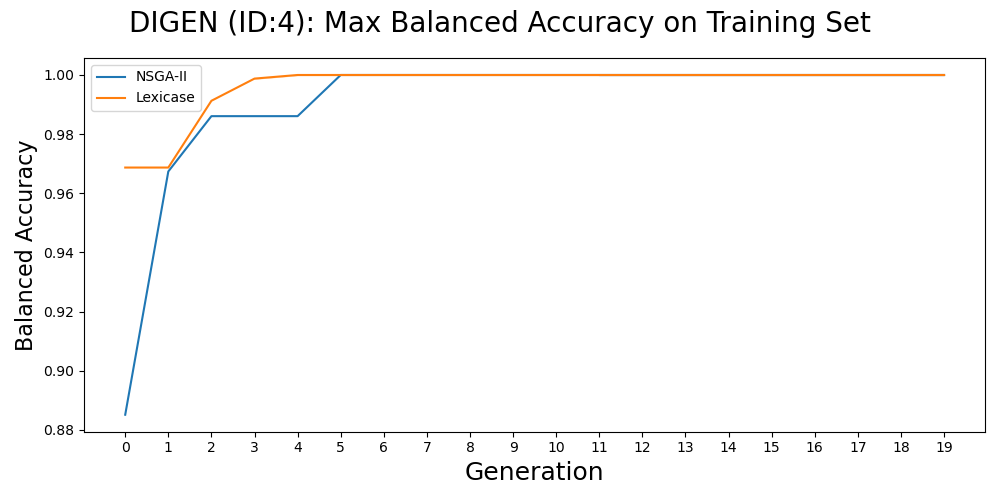 DIGEN (ID:4): Max Balanced Accuracy on Training Set
NSGA-II
Lexicase
1.00
0.98
0.96
0.94
0.92
0.90
0.88
Balanced Accuracy
0 1 2 3 4 5 6 7 8 9 10 11 12 13 14 15 16 17 18 19
Generation